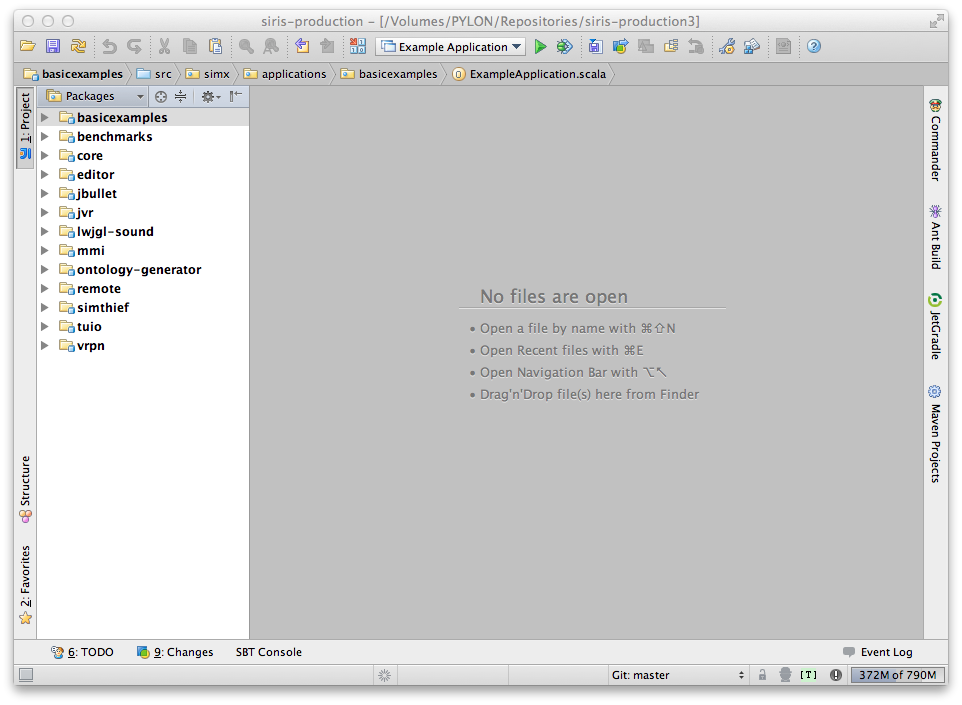 siris-production – [/Volumes/PYLON/Repositories/siris-production3]
Example Application
basicexamples src simx applications basicexamples ExampleApplication.scala
1: Project
Packages
basicexamples
benchmarks
core
editor
jbullet
jvr
lwjgl-sound
mmi
ontology-generator
remote
simthief
tuio
vrpn
Structure
2: Favorites
No files are open
• Open a file by name with ⌘⇧N
• Open Recent files with ⌘E
• Open Navigation Bar with ⌥↖
• Drag'n'Drop file(s) here from Finder
Commander
Ant Build
JetGradle
Maven Projects
6: TODO 9: Changes SBT Console Event Log
Git: master [T] 372M of 790M